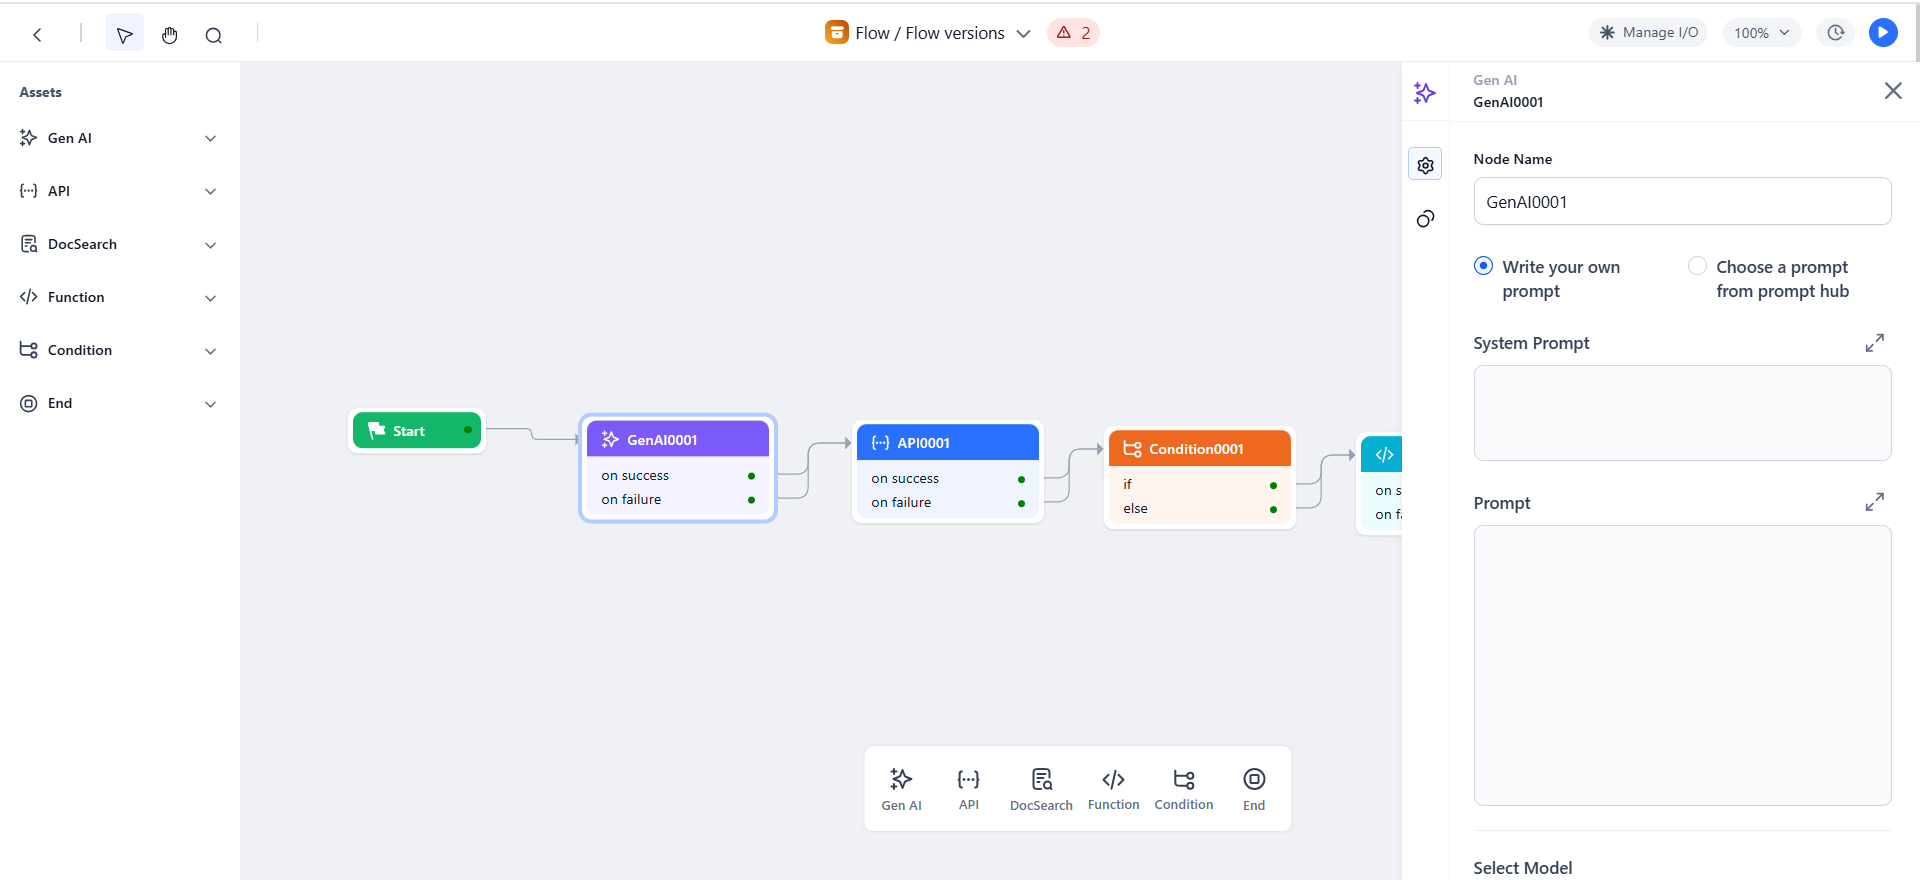 Flow / Flow versions
2
Manage I/O
100%
Assets
Gen AI
API
DocSearch
Function
Condition
End
Start
GenAI0001
on success
on failure
API0001
on success
on failure
Condition0001
if
else
on s
on fa
Gen AI
API
DocSearch
Function
Condition
End
Gen AI
GenAI0001
Node Name
GenAI0001
Write your own
prompt
Choose a prompt
from prompt hub
System Prompt
Prompt
Select Model